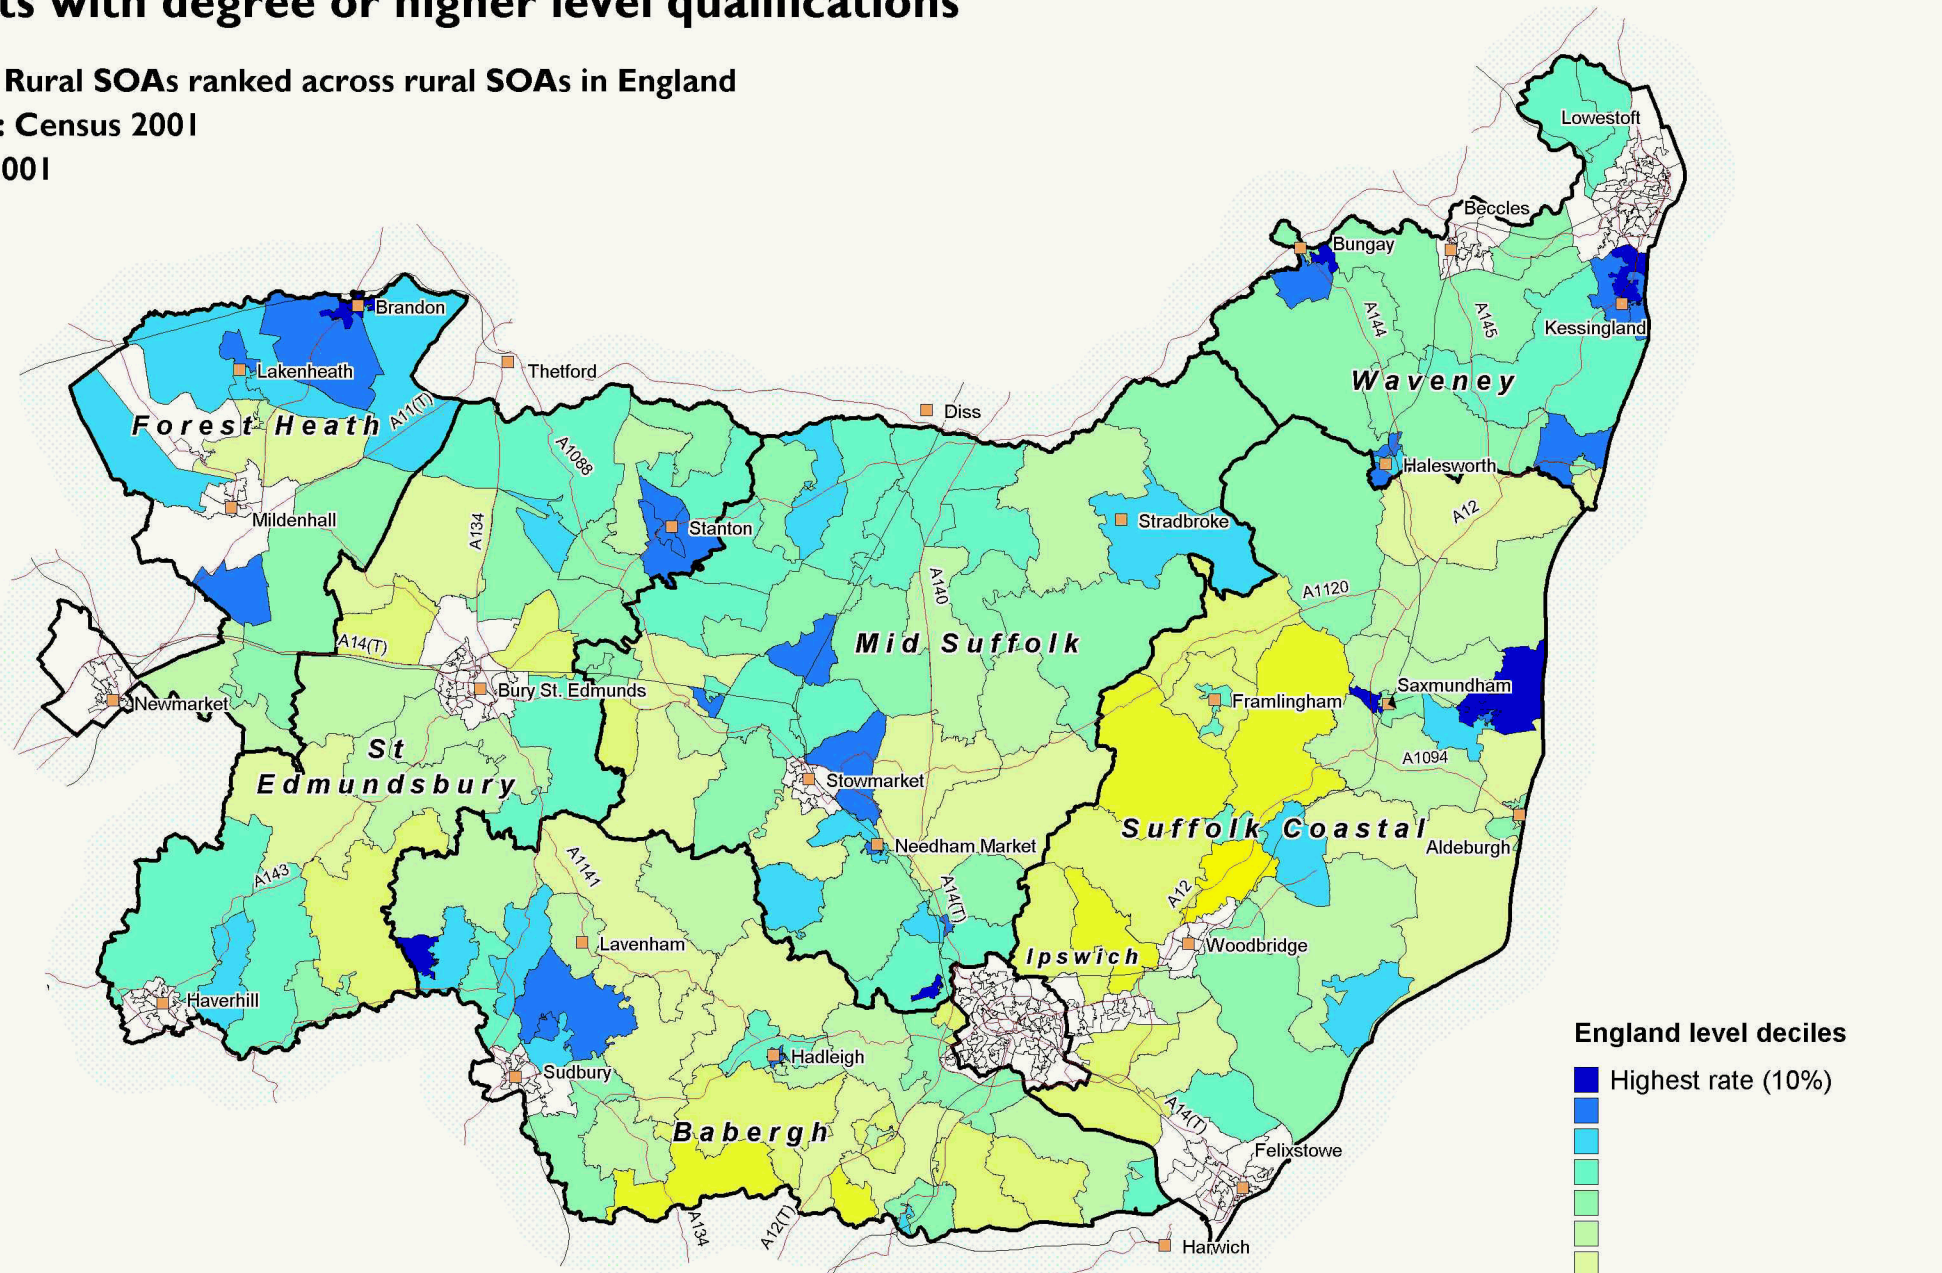 ts with degree or higher level qualifications
Rural SOAs ranked across rural SOAs in England
: Census 2001
001
Lowestoft
Beccles
Bungay
Brandon
Kessingland
A144
A145
Lakenheath
Thetford
Waveney
A11(T)
Diss
Forest Heath
A1088
Halesworth
Mildenhall
A134
Stanton
Stradbroke
A12
A140
A1120
A14(T)
Mid Suffolk
Bury St. Edmunds
Saxmundham
Newmarket
Framlingham
St
Edmundsbury
A1094
Stowmarket
Suffolk Coastal
Needham Market
Aldeburgh
A143
A1141
A14(T)
A12
Lavenham
Woodbridge
Ipswich
Haverhill
England level deciles
Hadleigh
Sudbury
Highest rate (10%)
Babergh
A14(T)
Felixstowe
A134
A12(T)
Harwich